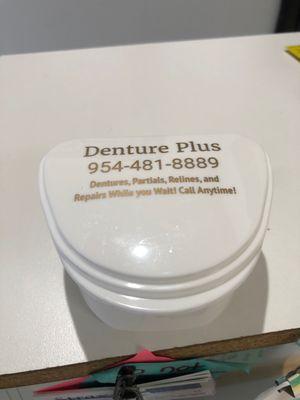 Denture Plus
954-481-8889
Dentures, Partials, Relines, and
Repairs While you Wait! Call Anytime!